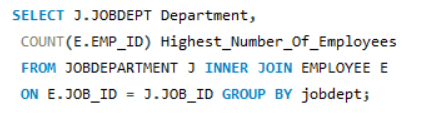 SELECT J.JOBDEPT Department,
COUNT(E.EMP_ID) Highest_Number_Of_Employees
FROM JOBDEPARTMENT J INNER JOIN EMPLOYEE E
ON E.JOB_ID = J.JOB_ID GROUP BY jobdept;